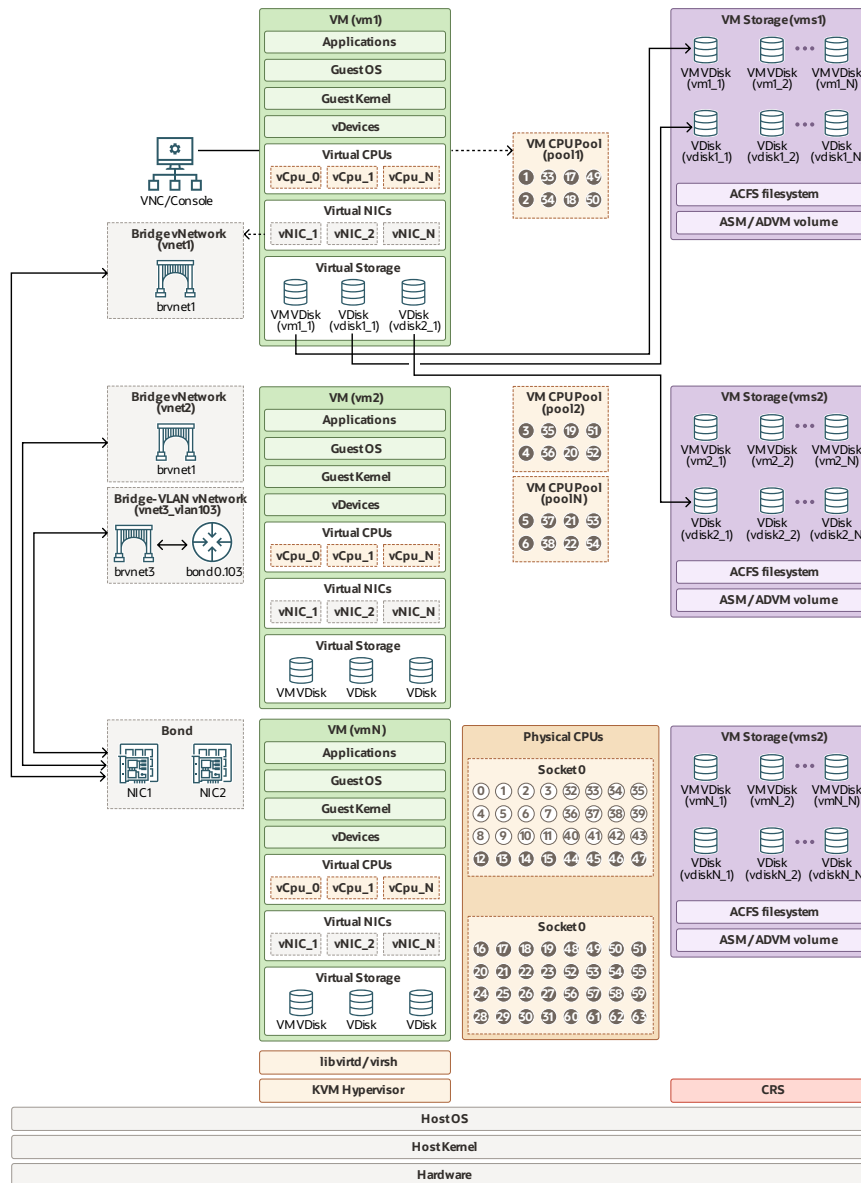 VM (vm1)
Applications
Guest OS
Guest Kernel
vDevices
Virtual CPUs
vCpu_0 vCpu_1 vCpu_N
Virtual NICs
vNIC_1 vNIC_2 vNIC_N
Virtual Storage
VM VDisk
(vm1_1)
VDisk
(vdisk1_1)
VDisk
(vdisk2_1)
VNC/Console
Bridge vNetwork
(vnet1)
brvnet1
VM CPU Pool
(pool1)
1 33 17 49
2 34 18 50
VM Storage (vms1)
VM VDisk
(vm1_1)
VM VDisk
(vm1_2)
VM VDisk
(vm1_N)
VDisk
(vdisk1_1)
VDisk
(vdisk1_2)
VDisk
(vdisk1_N
ACFS filesystem
ASM/ADVM volume
Bridge vNetwork
(vnet2)
brvnet1
Bridge-VLAN vNetwork
(vnet3_vlan103)
brvnet3
bond0.103
VM (vm2)
Applications
Guest OS
Guest Kernel
vDevices
Virtual CPUs
vCpu_0 vCpu_1 vCpu_N
Virtual NICs
vNIC_1 vNIC_2 vNIC_N
Virtual Storage
VM VDisk VDisk VDisk
VM CPU Pool
(pool2)
3 35 19 51
4 36 20 52
VM CPU Pool
(poolN)
5 37 21 53
6 38 22 54
VM Storage (vms2)
VM VDisk
(vm2_1)
VM VDisk
(vm2_2)
VM VDisk
(vm2_N)
VDisk
(vdisk2_1)
VDisk
(vdisk2_2)
VDisk
(vdisk2_N
ACFS filesystem
ASM/ADVM volume
Bond
NIC1 NIC2
VM (vmN)
Applications
Guest OS
Guest Kernel
vDevices
Virtual CPUs
vCpu_0 vCpu_1 vCpu_N
Virtual NICs
vNIC_1 vNIC_2 vNIC_N
Virtual Storage
VM VDisk VDisk VDisk
Physical CPUs
Socket 0
0 1 2 3 32 33 34 35
4 5 6 7 36 37 38 39
8 9 10 11 40 41 42 43
12 13 14 15 44 45 46 47
Socket 0
16 17 18 19 48 49 50 51
20 21 22 23 52 53 54 55
24 25 26 27 56 57 58 59
28 29 30 31 60 61 62 63
VM Storage (vms2)
VM VDisk
(vmN_1)
VM VDisk
(vmN_2)
VM VDisk
(vmN_N)
VDisk
(vdiskN_1)
VDisk
(vdiskN_2)
VDisk
(vdiskN_N
ACFS filesystem
ASM/ADVM volume
libvirtd/virsh
KVM Hypervisor
CRS
Host OS
Host Kernel
Hardware